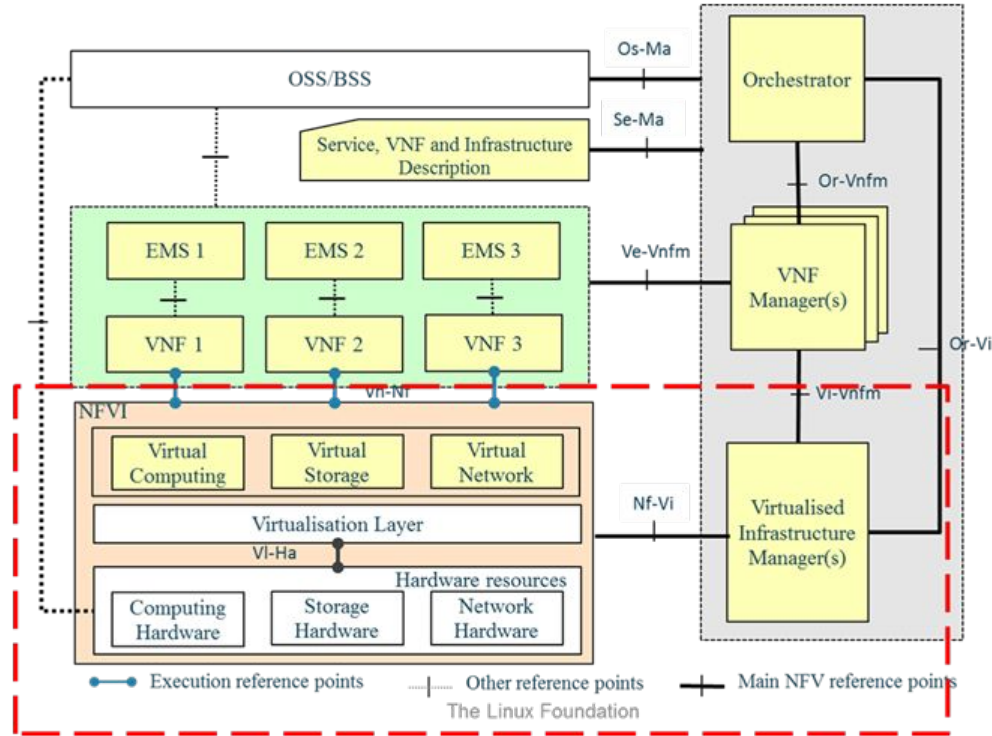 Os-Ma
OSS/BSS
Orchestrator
Se-Ma
Service, VNF and Infrastructure
Description
Or-Vnfm
EMS 1
EMS 2
EMS 3
Ve-Vnfm
VNF
Manager(s)
VNF 1
VNF 2
VNF 3
Or-Vi
Vn-Nf
Vi-Vnfm
NFVI
Virtual
Computing
Virtual
Storage
Virtual
Network
Nf-Vi
Virtualised
Infrastructure
Manager(s)
Virtualisation Layer
Vl-Ha
Hardware resources
Computing
Hardware
Storage
Hardware
Network
Hardware
Execution reference points
Other reference points
Main NFV reference points
The Linux Foundation